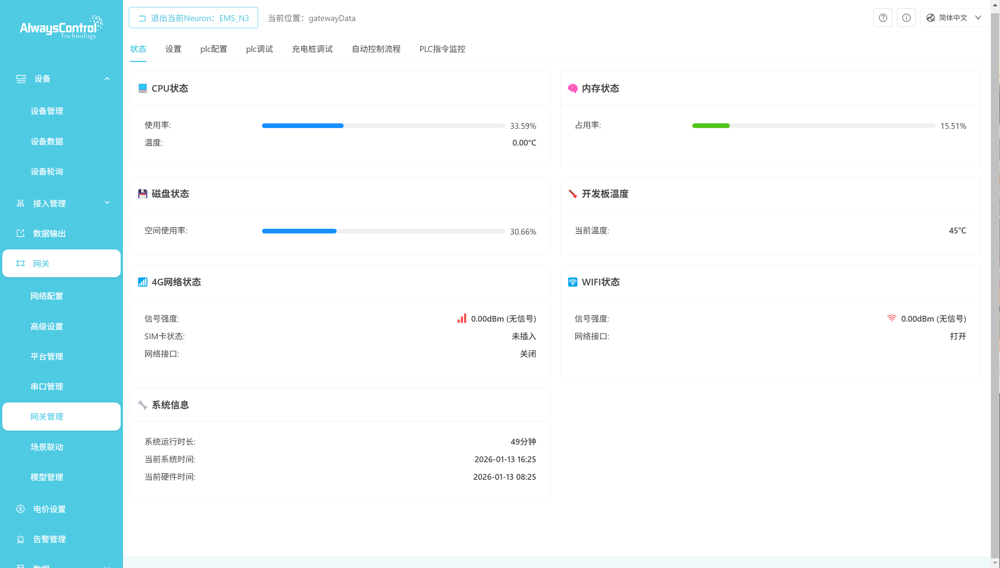 AlwaysControl
Technology
退出当前Neuron：EMS_N3
当前位置：gatewayData
简体中文
状态
设置
plc配置
plc调试
充电桩调试
自动控制流程
PLC指令监控
设备
设备管理
设备数据
设备轮询
接入管理
数据输出
网关
网络配置
高级设置
平台管理
串口管理
网关管理
场景联动
模型管理
电价设置
告警管理
数据
CPU状态
使用率:
33.59%
温度:
0.00°C
内存状态
占用率:
15.51%
磁盘状态
空间使用率:
30.66%
开发板温度
当前温度:
45°C
4G网络状态
信号强度:
0.00dBm (无信号)
SIM卡状态:
未插入
网络接口:
关闭
WIFI状态
信号强度:
0.00dBm (无信号)
网络接口:
打开
系统信息
系统运行时长:
49分钟
当前系统时间:
2026-01-13 16:25
当前硬件时间:
2026-01-13 08:25